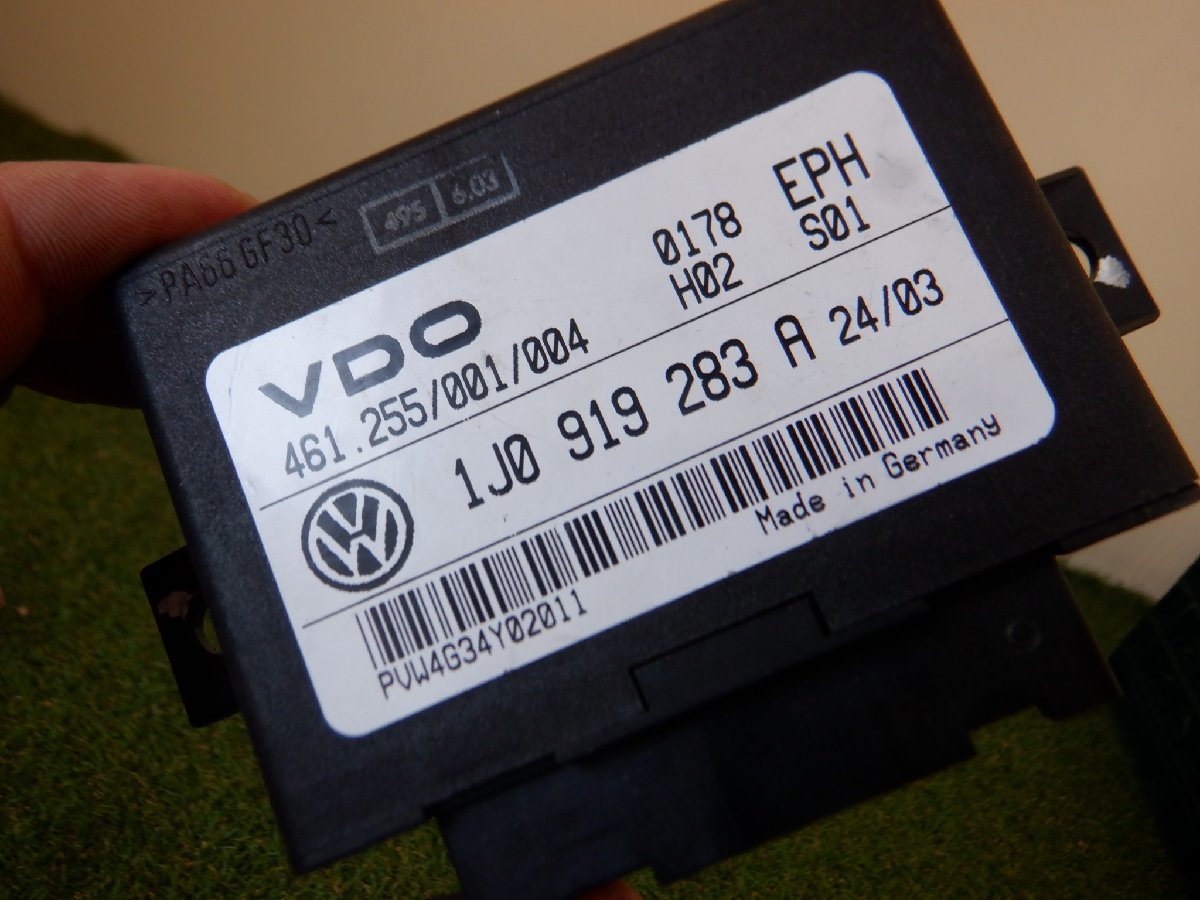 >PA66 GF30<
495 6.03
VDO 0178 EPH
461.255/001/004 H02 S01
1J0 919 283 A 24/03
PVW4G34Y02011 Made in Germany